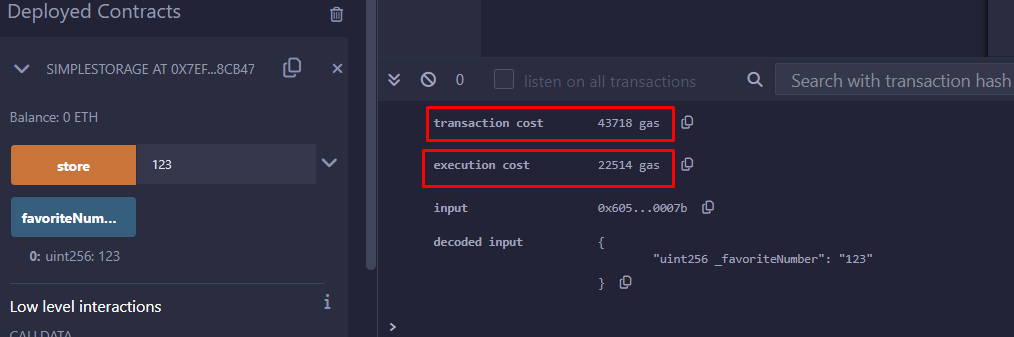 Deployed Contracts
SIMPLESTORAGE AT 0X7EF...8CB47
Balance: 0 ETH
store
123
favoriteNum...
0: uint256: 123
Low level interactions
i
CALLDATA
0
listen on all transactions
Search with transaction hash
transaction cost 43718 gas
execution cost 22514 gas
input 0x605...0007b
decoded input {
"uint256 _favoriteNumber": "123"
}
>